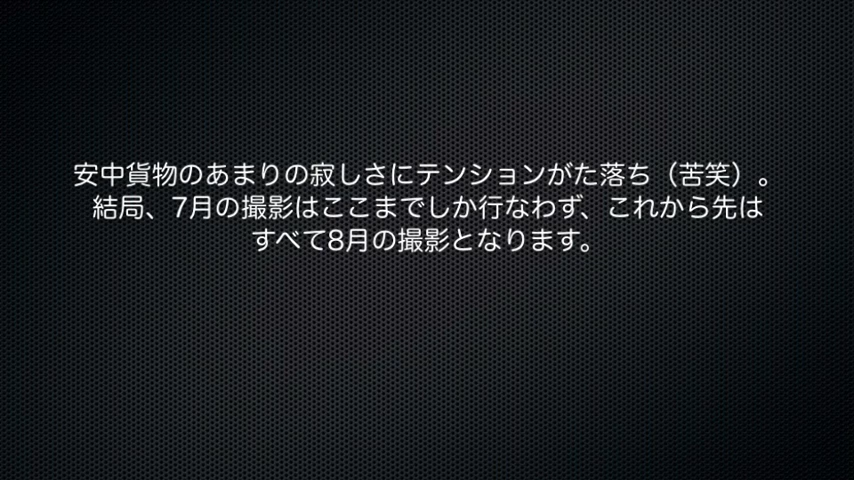 安中貨物のあまりの寂しさにテンションがた落ち（苦笑）。
結局、7月の撮影はここまでしか行なわず、これから先は
すべて8月の撮影となります。